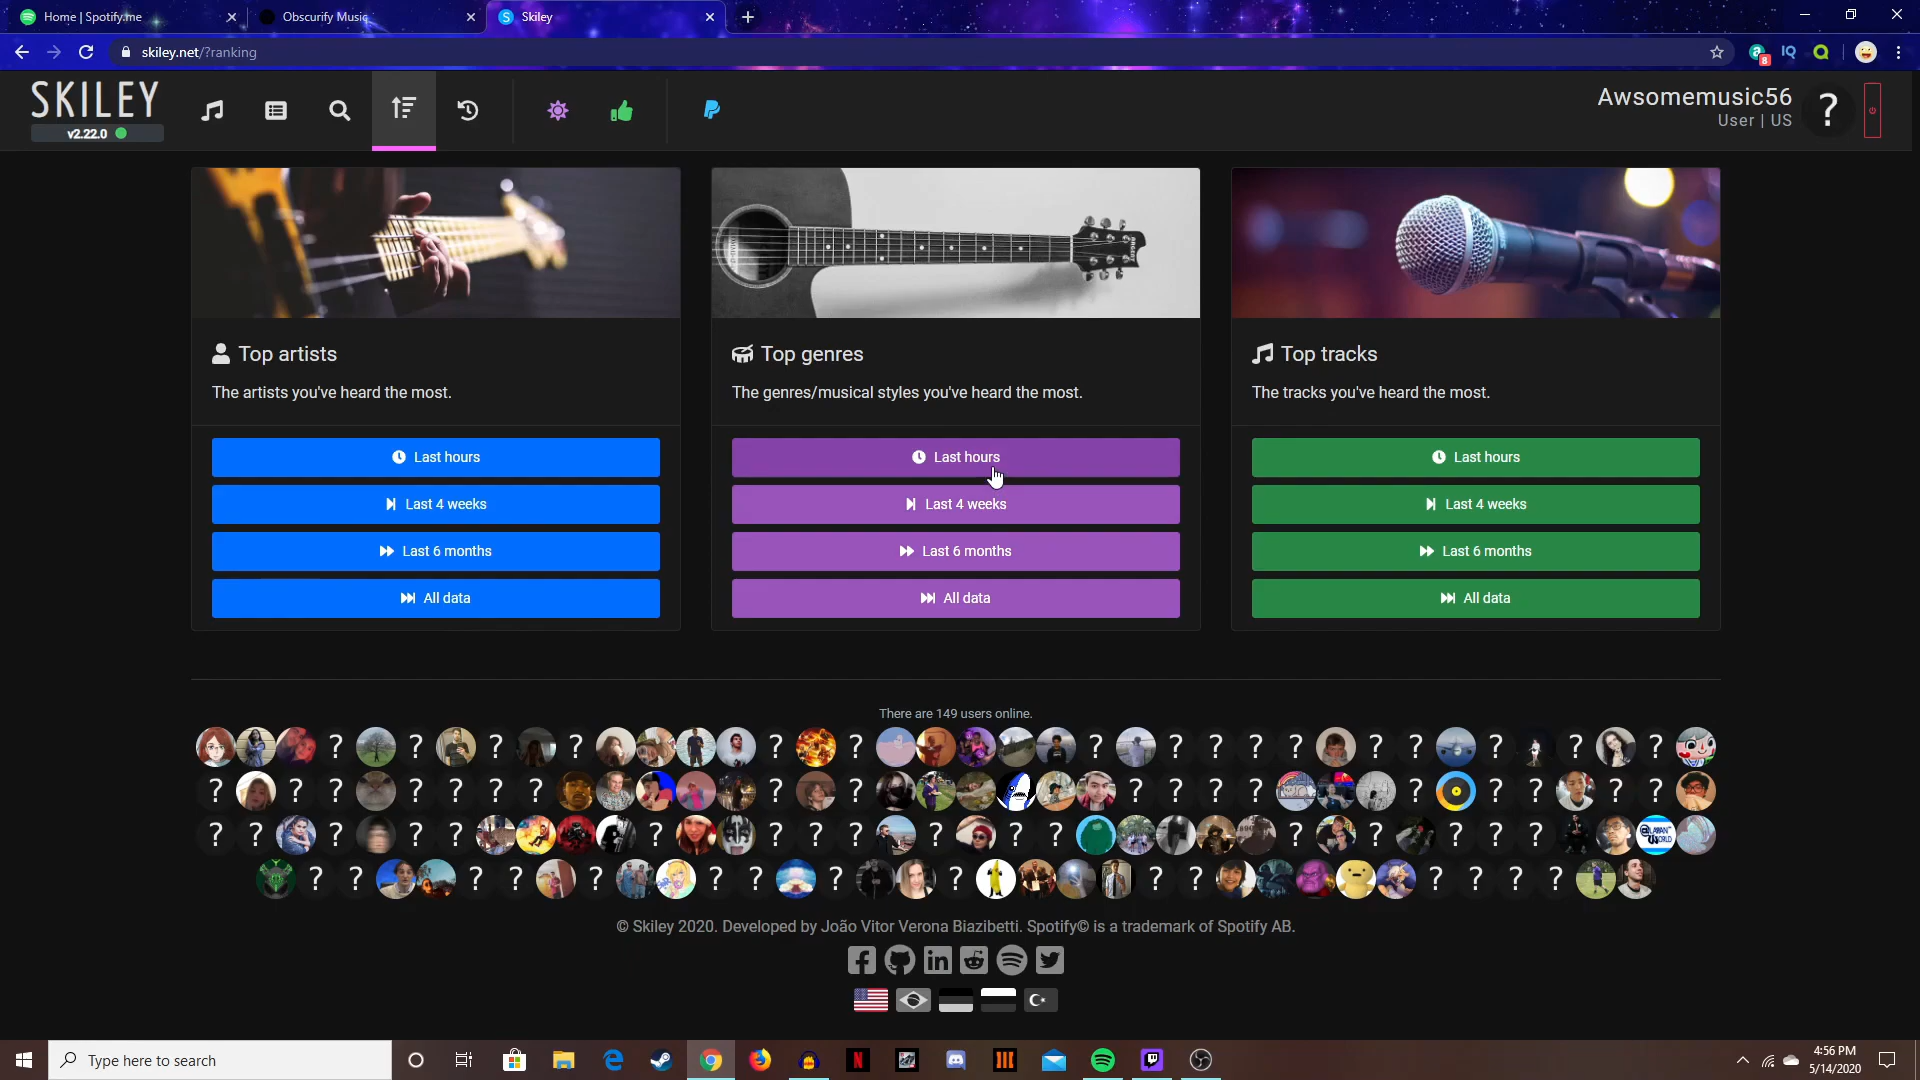 Home | Spotify.me
Obscurify Music
Skiley
skiley.net/?ranking
8
IQ
SKILEY
v2.22.0
Awsomemusic56
User | US
?
Top artists
The artists you've heard the most.
Last hours
Last 4 weeks
Last 6 months
All data
Top genres
The genres/musical styles you've heard the most.
Last hours
Last 4 weeks
Last 6 months
All data
Top tracks
The tracks you've heard the most.
Last hours
Last 4 weeks
Last 6 months
All data
There are 149 users online.
© Skiley 2020. Developed by João Vitor Verona Biazibetti. Spotify© is a trademark of Spotify AB.
Type here to search
4:56 PM
5/14/2020